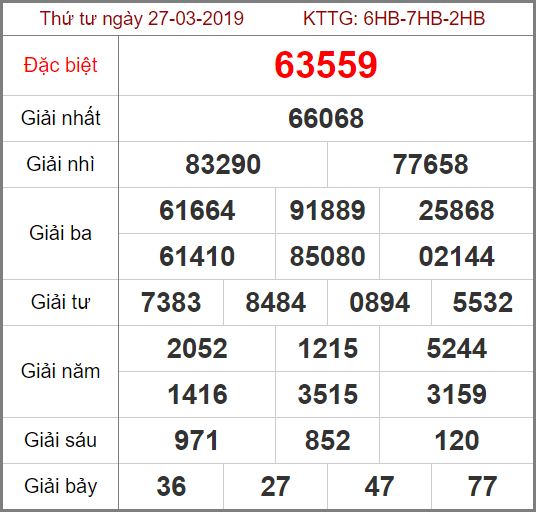 Thứ tư ngày 27-03-2019 KTTG: 6HB-7HB-2HB
Đặc biệt 63559
Giải nhất 66068
Giải nhì 83290 77658
Giải ba 61664 91889 25868
61410 85080 02144
Giải tư 7383 8484 0894 5532
Giải năm 2052 1215 5244
1416 3515 3159
Giải sáu 971 852 120
Giải bảy 36 27 47 77